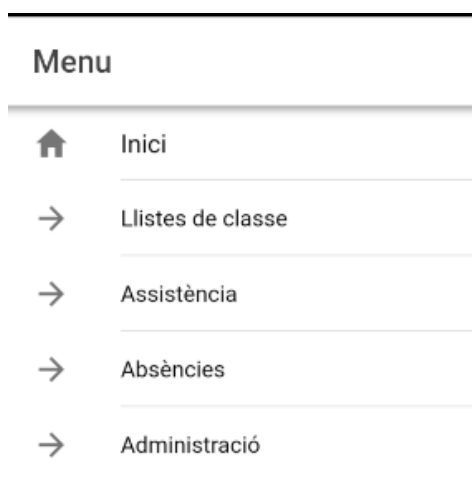 Menu
Inici
Llistes de classe
Assistència
Absències
Administració